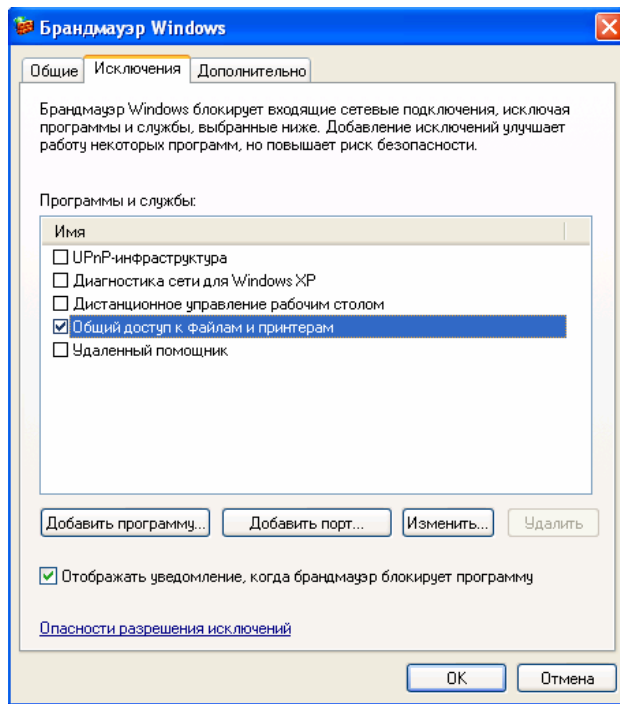 Брандмауэр Windows
Общие Исключения Дополнительно
Брандмауэр Windows блокирует входящие сетевые подключения, исключая
программы и службы, выбранные ниже. Добавление исключений улучшает
работу некоторых программ, но повышает риск безопасности.
Программы и службы:
Имя
UPnP-инфраструктура
Диагностика сети для Windows XP
Дистанционное управление рабочим столом
Общий доступ к файлам и принтерам
Удаленный помощник
Добавить программу... Добавить порт... Изменить... Удалить
Отображать уведомление, когда брандмауэр блокирует программу
Опасности разрешения исключений
OK Отмена